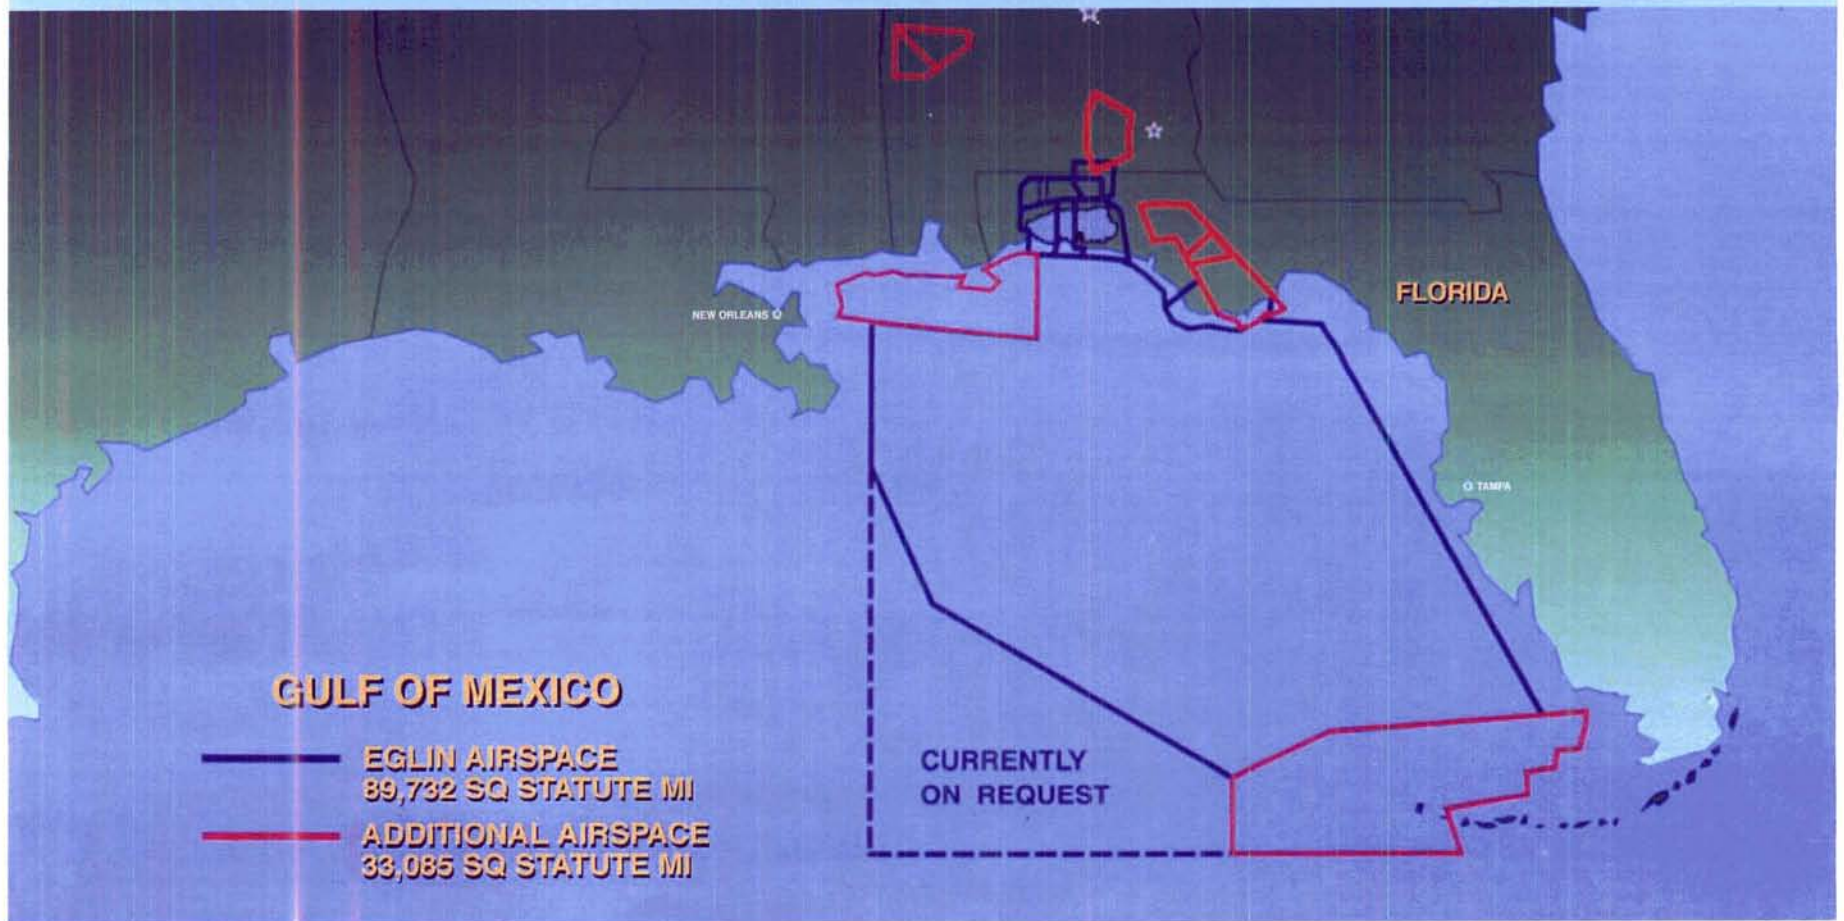 FLORIDA
NEW ORLEANS
TAMPA
GULF OF MEXICO
EGLIN AIRSPACE
89,732 SQ STATUTE MI
ADDITIONAL AIRSPACE
33,085 SQ STATUTE MI
CURRENTLY
ON REQUEST